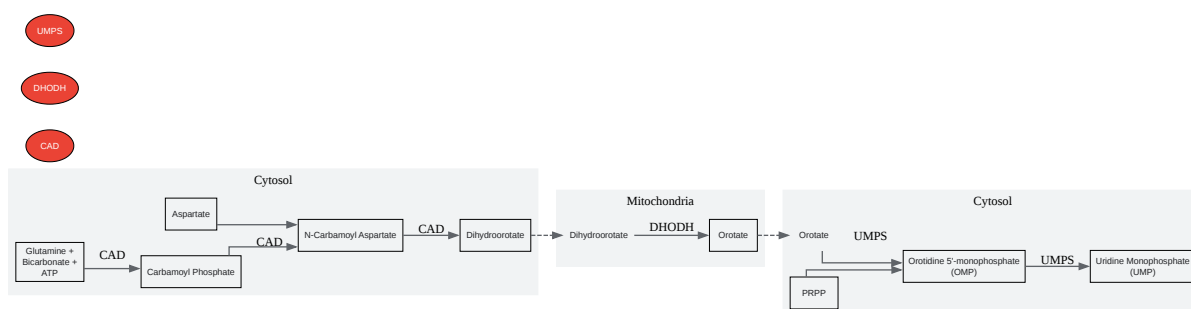 UMPS
DHODH
CAD
Cytosol
Aspartate
N-Carbamoyl Aspartate
CAD
Dihydroorotate
CAD
Glutamine +
Bicarbonate +
ATP
CAD
Carbamoyl Phosphate
Mitochondria
Dihydroorotate
DHODH
Orotate
Cytosol
Orotate
UMPS
PRPP
Orotidine 5'-monophosphate
(OMP)
UMPS
Uridine Monophosphate
(UMP)